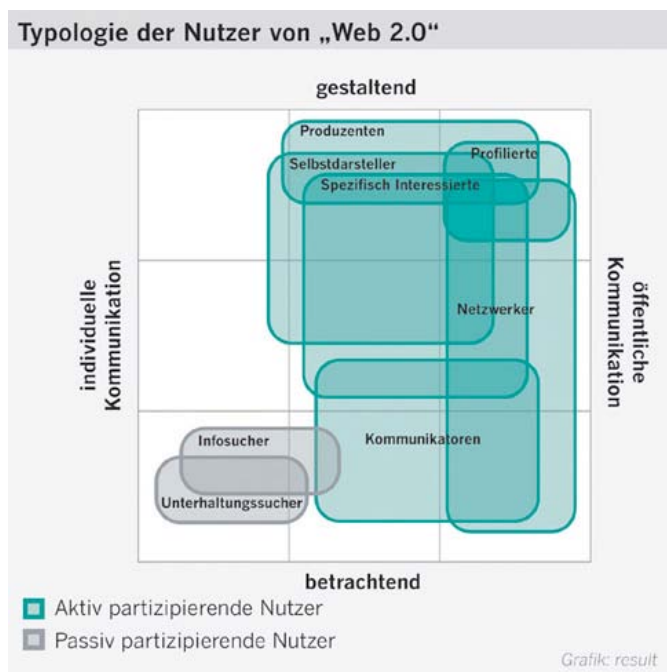 Typologie der Nutzer von „Web 2.0“
gestaltend
Produzenten
Profilierte
Selbstdarsteller
Spezifisch Interessierte
individuelle
Kommunikation
öffentliche
Kommunikation
Netzwerker
Infosucher
Kommunikatoren
Unterhaltungssucher
betrachtend
Aktiv partizipierende Nutzer
Passiv partizipierende Nutzer
Grafik: result